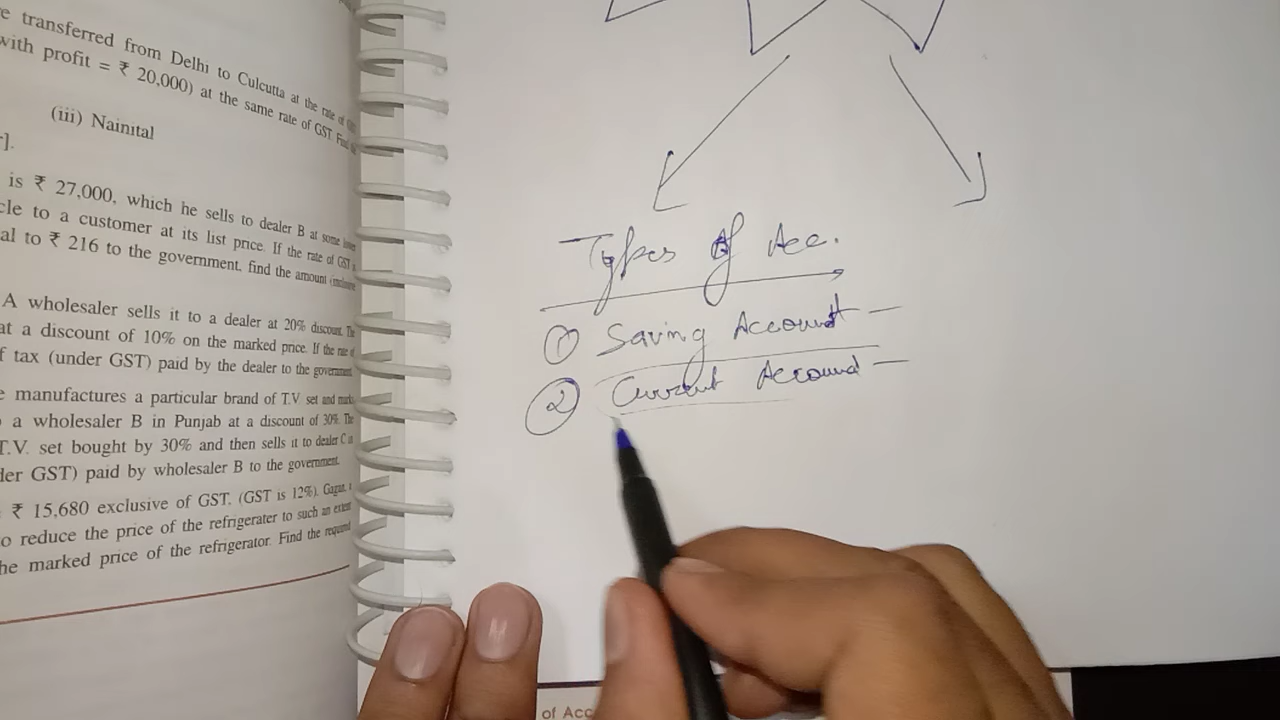 e transferred from Delhi to Culcutta at the rate of
with profit = ₹ 20,000) at the same rate of GST. Find
(iii) Nainital
r].
is ₹ 27,000, which he sells to dealer B at some lower
cle to a customer at its list price. If the rate of GST is
al to ₹ 216 to the government, find the amount (inclusive
A wholesaler sells it to a dealer at 20% discount. The
at a discount of 10% on the marked price. If the rate of
f tax (under GST) paid by the dealer to the government.
e manufactures a particular brand of T.V set and marks
a wholesaler B in Punjab at a discount of 30%. The
T.V. set bought by 30% and then sells it to dealer C at
der GST) paid by wholesaler B to the government.
₹ 15,680 exclusive of GST. (GST is 12%). Gagan,
o reduce the price of the refrigerater to such an extent
he marked price of the refrigerator. Find the required
Types of Acc.
① Saving Account —
② Current Account —
of Acc